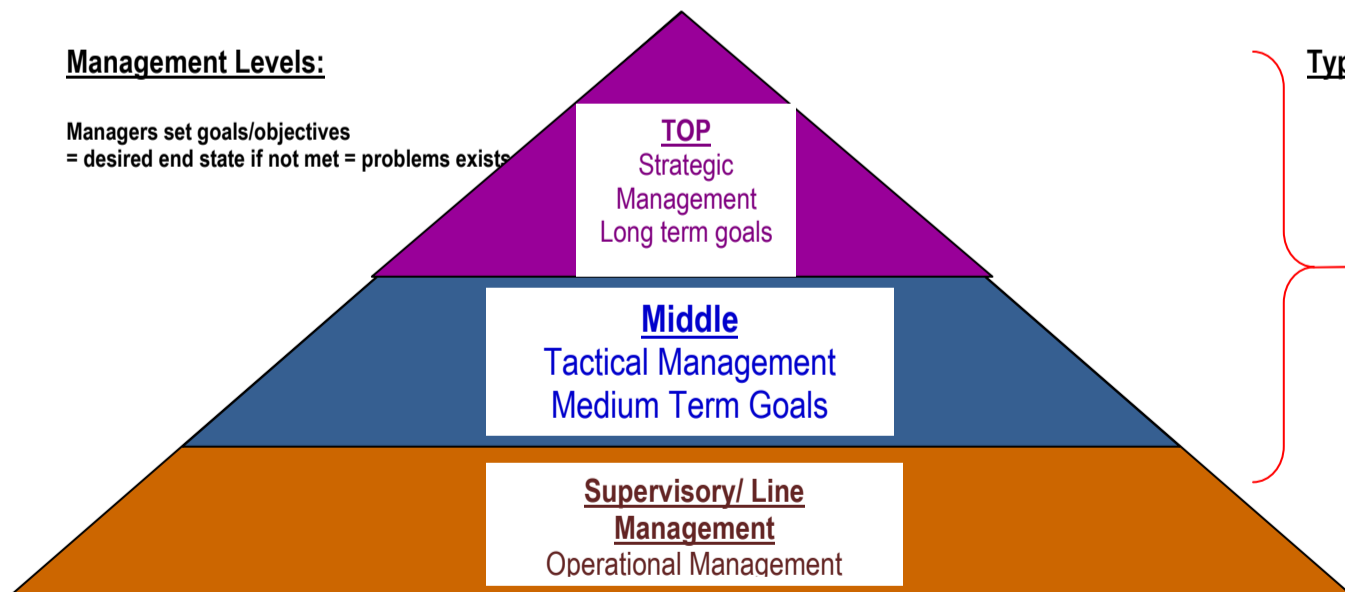 Management Levels:
Managers set goals/objectives
= desired end state if not met = problems exists
TOP
Strategic
Management
Long term goals
Middle
Tactical Management
Medium Term Goals
Supervisory/ Line
Management
Operational Management